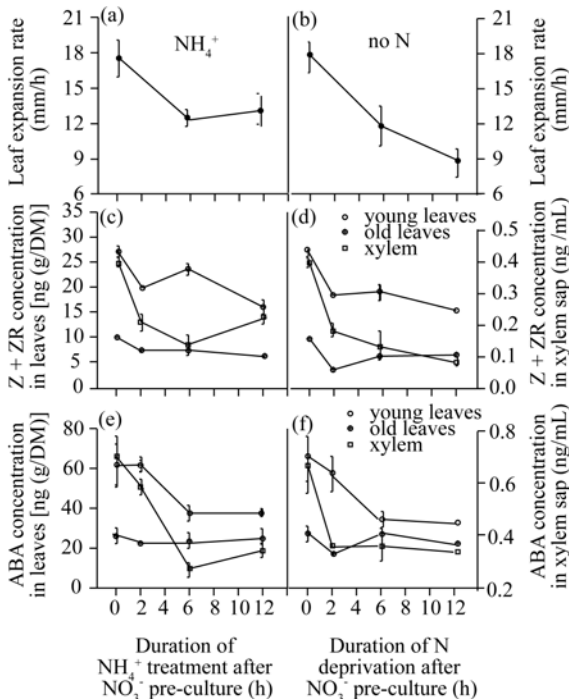 (a)
NH₄⁺
(b)
no N
21
18
15
12
9
6
Leaf expansion rate
(mm/h)
21
18
15
12
9
6
Leaf expansion rate
(mm/h)
(c)
35
30
25
20
15
10
5
0
Z + ZR concentration
in leaves [ng (g/DM)]
(d)
young leaves
old leaves
xylem
0.5
0.4
0.3
0.2
0.1
0.0
Z + ZR concentration
in xylem sap (ng /mL)
(e)
80
60
40
20
0
ABA concentration
in leaves [ng (g/DM)]
(f)
young leaves
old leaves
xylem
0.8
0.6
0.4
0.2
ABA concentration
in xylem sap (ng/mL)
0 2 4 6 8 10 12
0 2 4 6 8 10 12
Duration of
NH₄⁺ treatment after
NO₃⁻ pre-culture (h)
Duration of N
deprivation after
NO₃⁻ pre-culture (h)